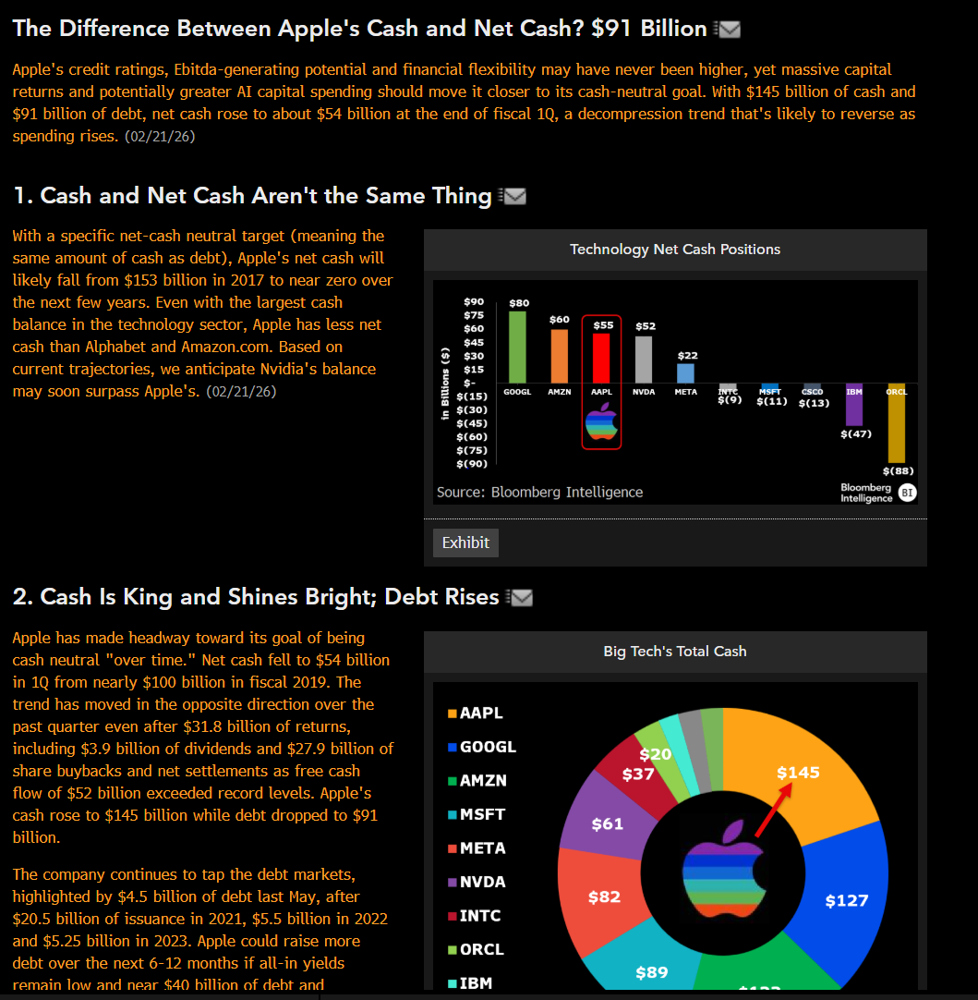 The Difference Between Apple's Cash and Net Cash? $91 Billion
Apple's credit ratings, Ebitda-generating potential and financial flexibility may have never been higher, yet massive capital
returns and potentially greater AI capital spending should move it closer to its cash-neutral goal. With $145 billion of cash and
$91 billion of debt, net cash rose to about $54 billion at the end of fiscal 1Q, a decompression trend that's likely to reverse as
spending rises. (02/21/26)
1. Cash and Net Cash Aren't the Same Thing
With a specific net-cash neutral target (meaning the
same amount of cash as debt), Apple's net cash will
likely fall from $153 billion in 2017 to near zero over
the next few years. Even with the largest cash
balance in the technology sector, Apple has less net
cash than Alphabet and Amazon.com. Based on
current trajectories, we anticipate Nvidia's balance
may soon surpass Apple's. (02/21/26)
Technology Net Cash Positions
in Billions ($)
$90
$75
$60
$45
$30
$15
$-
$(15)
$(30)
$(45)
$(60)
$(75)
$(90)
$80
$60
$55
$52
$22
GOOGL
AMZN
AAPL
NVDA
META
INTC
MSFT
CSCO
IBM
ORCL
$(9)
$(11)
$(13)
$(47)
$(88)
Source: Bloomberg Intelligence
Bloomberg
Intelligence
BI
Exhibit
2. Cash Is King and Shines Bright; Debt Rises
Apple has made headway toward its goal of being
cash neutral "over time." Net cash fell to $54 billion
in 1Q from nearly $100 billion in fiscal 2019. The
trend has moved in the opposite direction over the
past quarter even after $31.8 billion of returns,
including $3.9 billion of dividends and $27.9 billion of
share buybacks and net settlements as free cash
flow of $52 billion exceeded record levels. Apple's
cash rose to $145 billion while debt dropped to $91
billion.
The company continues to tap the debt markets,
highlighted by $4.5 billion of debt last May, after
$20.5 billion of issuance in 2021, $5.5 billion in 2022
and $5.25 billion in 2023. Apple could raise more
debt over the next 6-12 months if all-in yields
remain low and near $40 billion of debt and
Big Tech's Total Cash
AAPL
GOOGL
AMZN
MSFT
META
NVDA
INTC
ORCL
IBM
$145
$127
$89
$82
$61
$37
$20